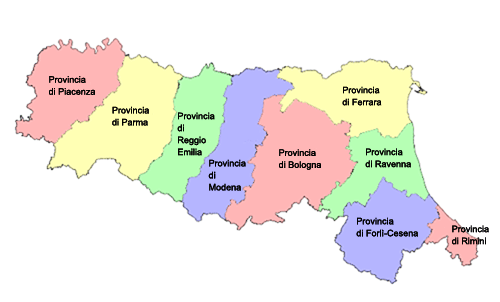 Provincia
di Piacenza
Provincia
di Parma
Provincia
di
Reggio
Emilia
Provincia
di
Modena
Provincia
di Bologna
Provincia
di Ferrara
Provincia
di Ravenna
Provincia
di Forlì-Cesena
Provincia
di Rimini